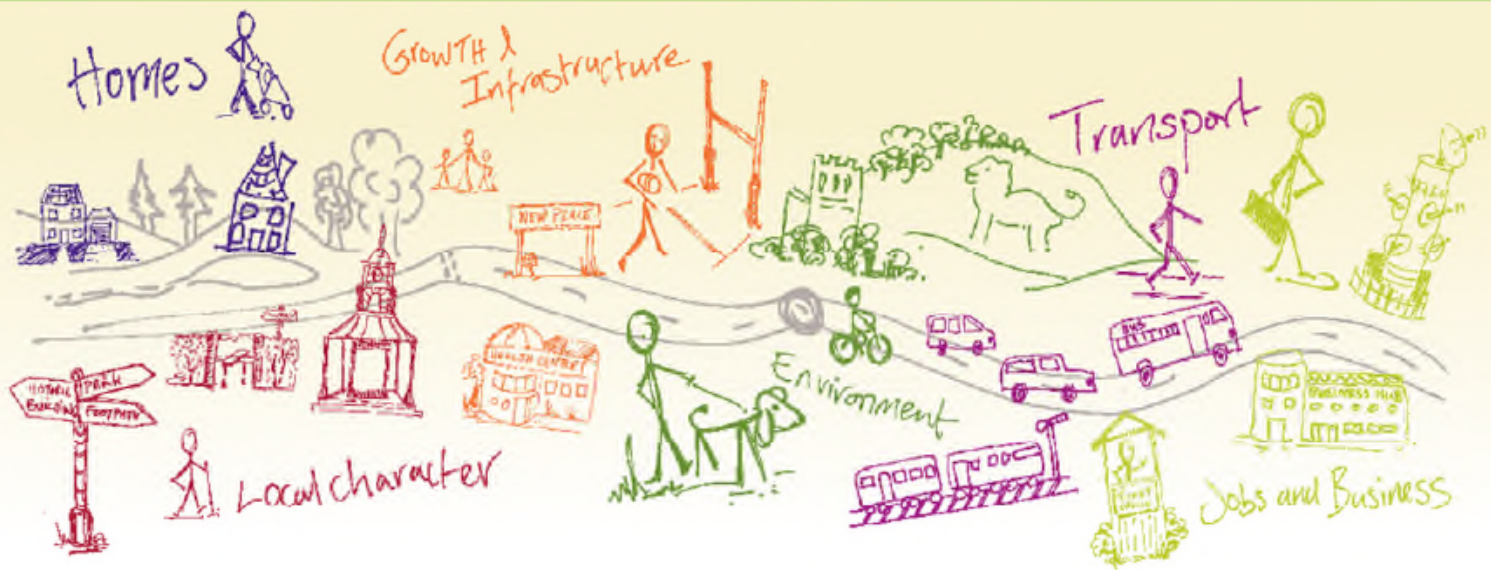 Homes
Growth &
Infrastructure
Transport
NEW PLACE
BUS
HEALTH CENTRE
Environment
BUSINESS HUB
PARK
HISTORIC
BUILDING
FOOTPATH
Local character
Jobs and Business